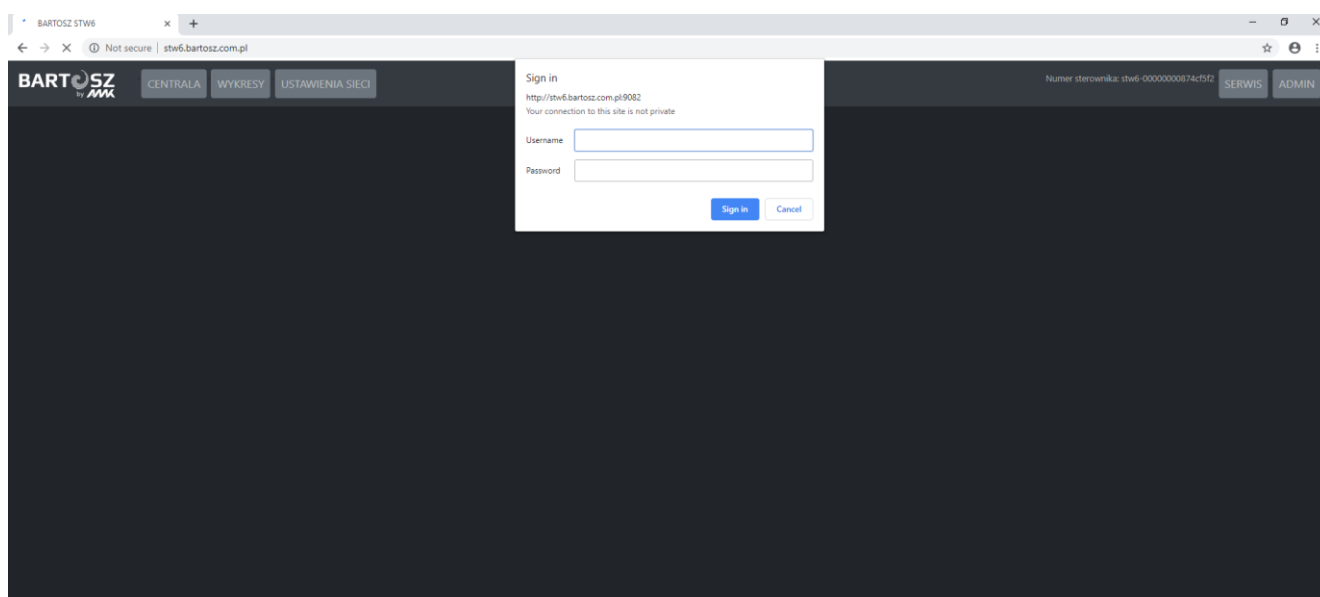 BARTOSZ STW6
Not secure | stw6.bartosz.com.pl
BARTOSZ
by MMK
CENTRALA WYKRESY USTAWIENIA SIECI
Numer sterownika: stw6-00000000874cf5f2 SERWIS ADMIN
Sign in
http://stw6.bartosz.com.pl:9082
Your connection to this site is not private
Username
Password
Sign in Cancel